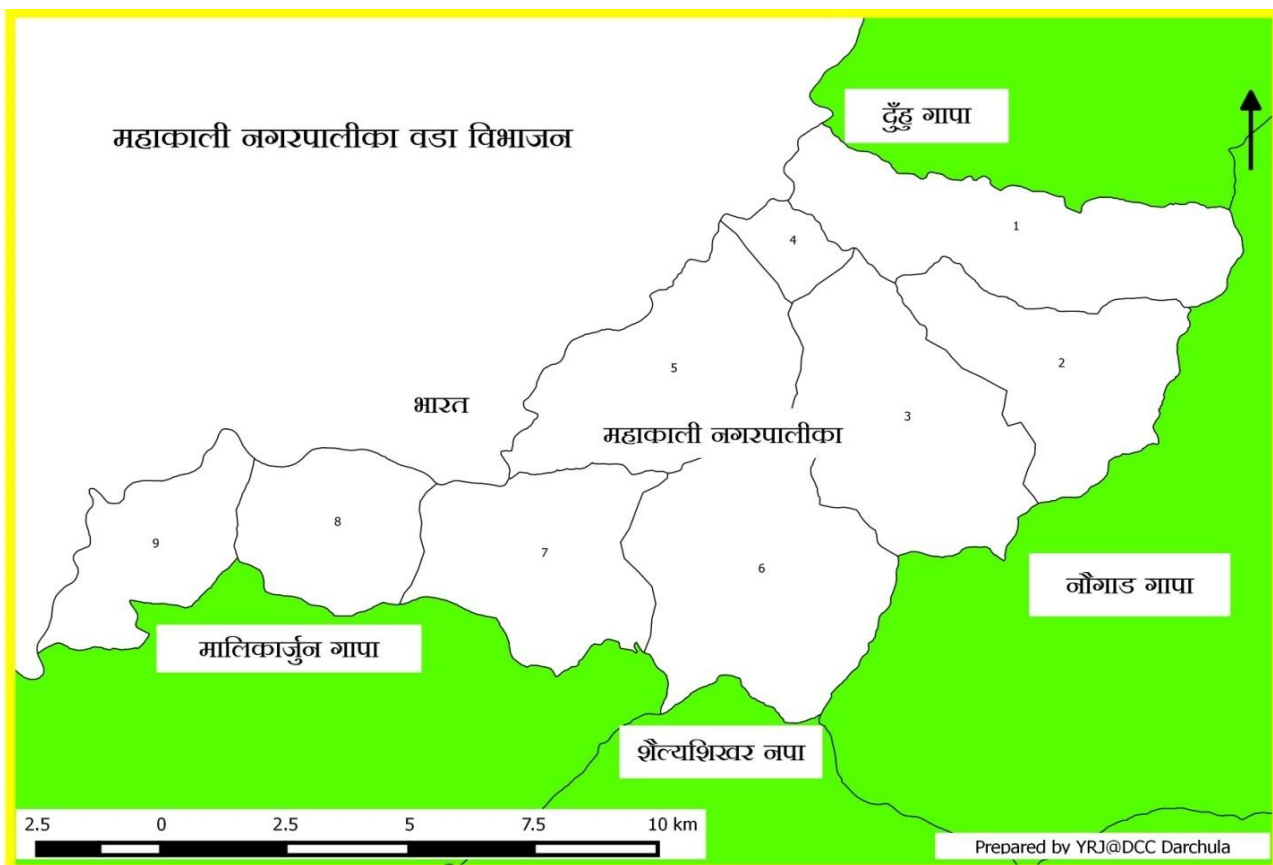 महाकाली नगरपालीका वडा विभाजन
दुँहु गापा
1
4
2
5
3
भारत
महाकाली नगरपालीका
8
9
7
6
नौगाड गापा
मालिकार्जुन गापा
शैल्यशिखर नपा
2.5 0 2.5 5 7.5 10 km
Prepared by YRJ@DCC Darchula